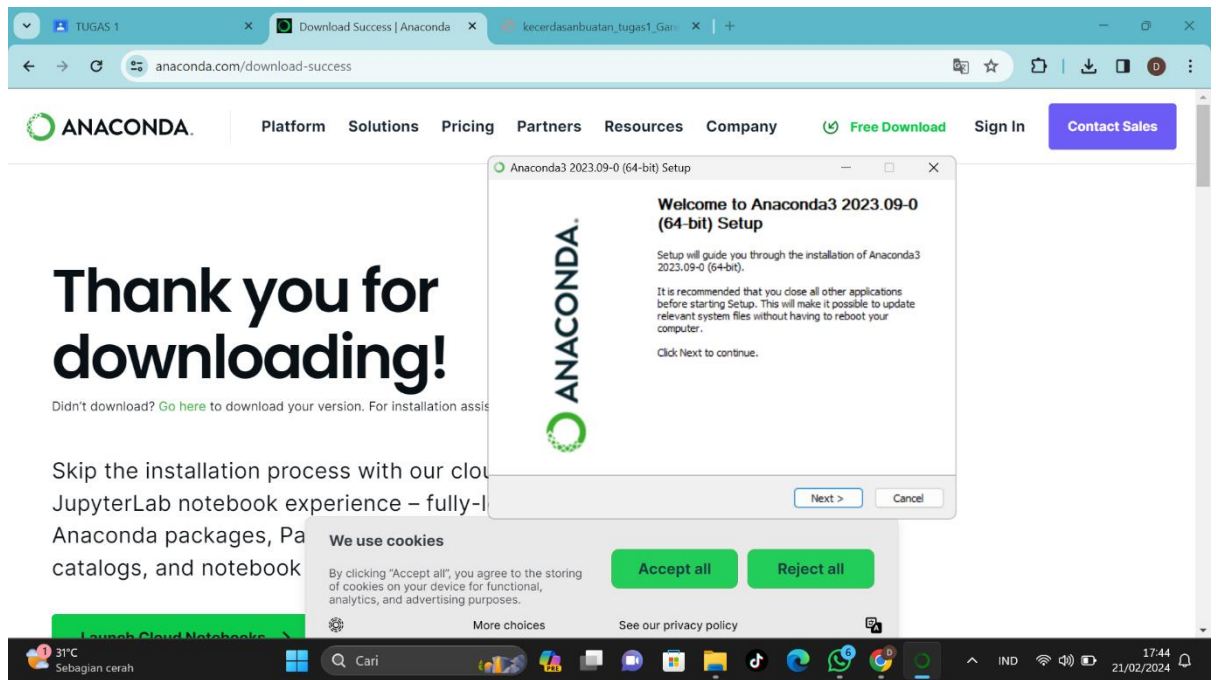 TUGAS 1
Download Success | Anaconda
kecerdasanbuatan_tugas1_Gan
anaconda.com/download-success
ANACONDA.
Platform Solutions Pricing Partners Resources Company Free Download Sign In Contact Sales
Anaconda3 2023.09-0 (64-bit) Setup
ANACONDA.
Welcome to Anaconda3 2023.09-0
(64-bit) Setup
Setup will guide you through the installation of Anaconda3
2023.09-0 (64-bit).
It is recommended that you close all other applications
before starting Setup. This will make it possible to update
relevant system files without having to reboot your
computer.
Click Next to continue.
Next > Cancel
Thank you for
downloading!
Didn't download? Go here to download your version. For installation assis
Skip the installation process with our clou
JupyterLab notebook experience – fully-l
Anaconda packages, Pa
catalogs, and notebook
Launch Cloud Notebooks
We use cookies
By clicking "Accept all", you agree to the storing
of cookies on your device for functional,
analytics, and advertising purposes.
Accept all Reject all
More choices See our privacy policy
1
31°C
Sebagian cerah
Cari
PRE
6
D
IND
17:44
21/02/2024